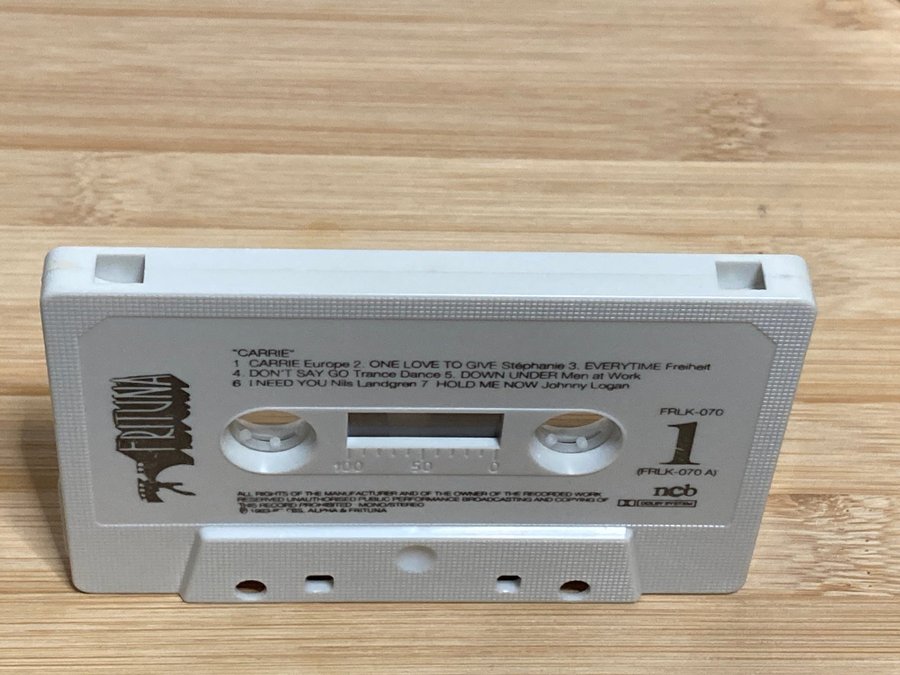 "CARRIE"
1 CARRIE Europe 2. ONE LOVE TO GIVE Stéphanie 3. EVERYTIME Freiheit
4. DON'T SAY GO Trance Dance 5. DOWN UNDER Men at Work
6 I NEED YOU Nils Landgren 7 HOLD ME NOW Johnny Logan
FRITUNA
FRLK-070
1
(FRLK-070 A)
100 50 0
ncb
ALL RIGHTS OF THE MANUFACTURER AND OF THE OWNER OF THE RECORDED WORK
RESERVED UNAUTHORISED PUBLIC PERFORMANCE BROADCASTING AND COPYING OF
THIS RECORD PROHIBITED MONO/STEREO
DOLBY SYSTEM
ALPHA & FRITUNA